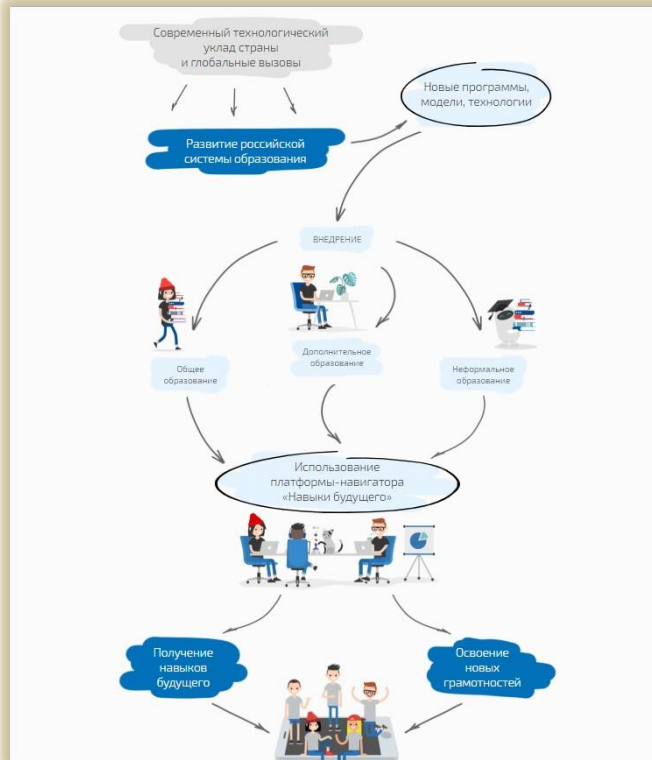 Современный технологический
уклад страны
и глобальные вызовы
Новые программы,
модели, технологии
Развитие российской
системы образования
ВНЕДРЕНИЕ
Общее
образование
Дополнительное
образование
Неформальное
образование
Использование
платформы-навигатора
«Навыки будущего»
Получение
навыков
будущего
Освоение
новых
грамотностей